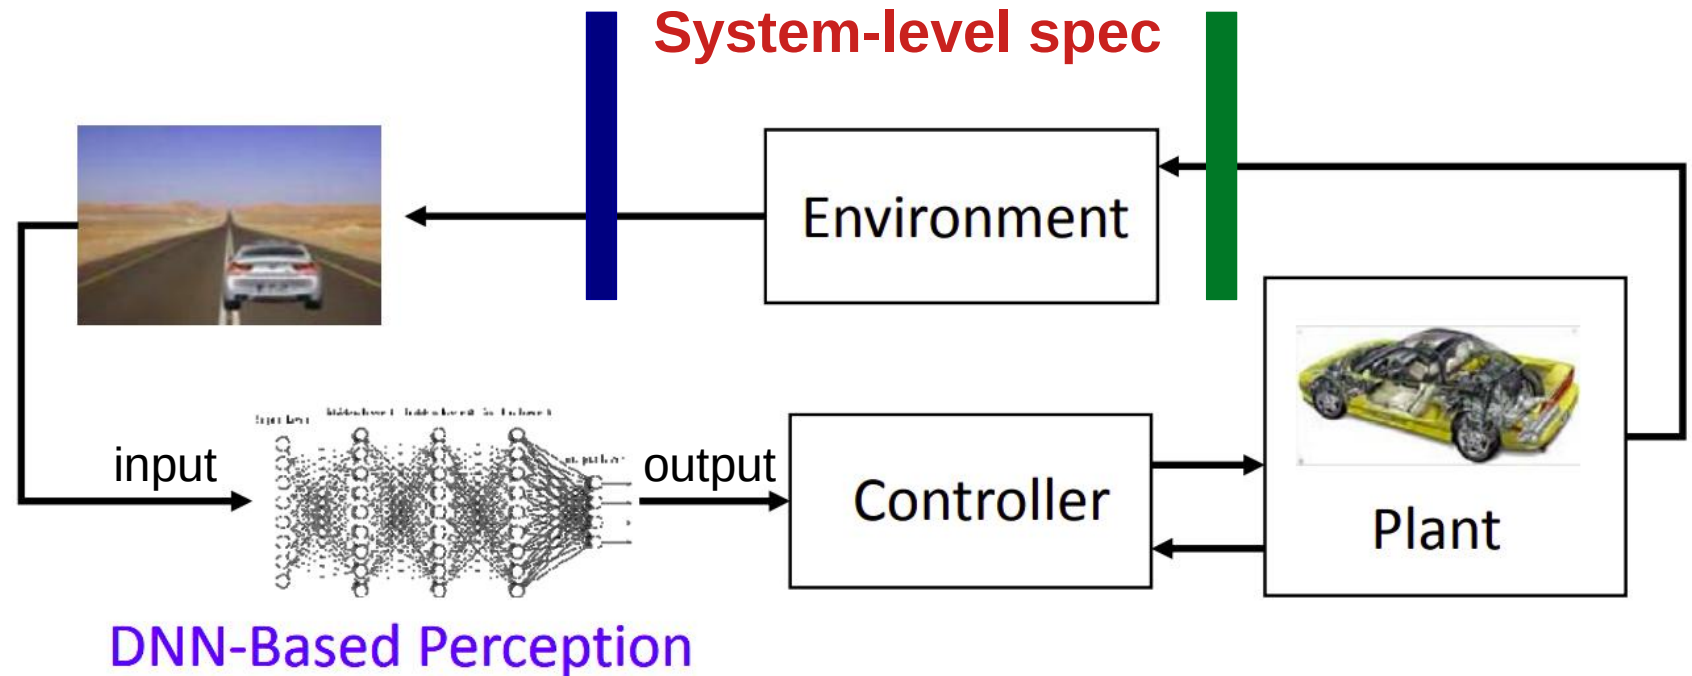 System-level spec
Environment
input
output
Controller
Plant
DNN-Based Perception